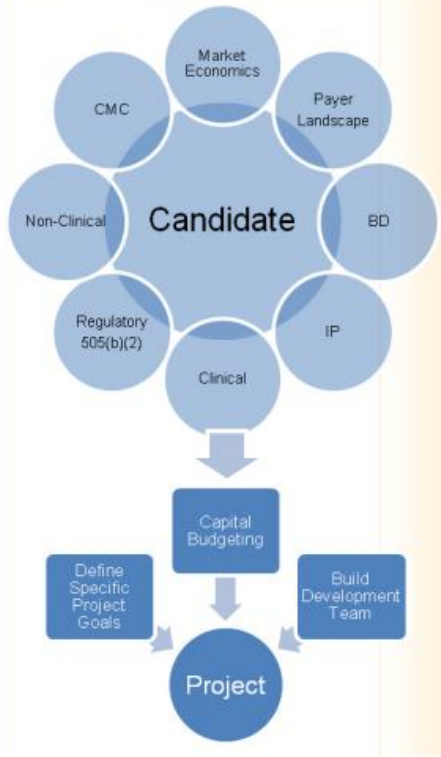 Market
Economics
CMC
Payer
Landscape
Non-Clinical
Candidate
BD
Regulatory
505(b)(2)
IP
Clinical
Capital
Budgeting
Define
Specific
Project
Goals
Build
Development
Team
Project